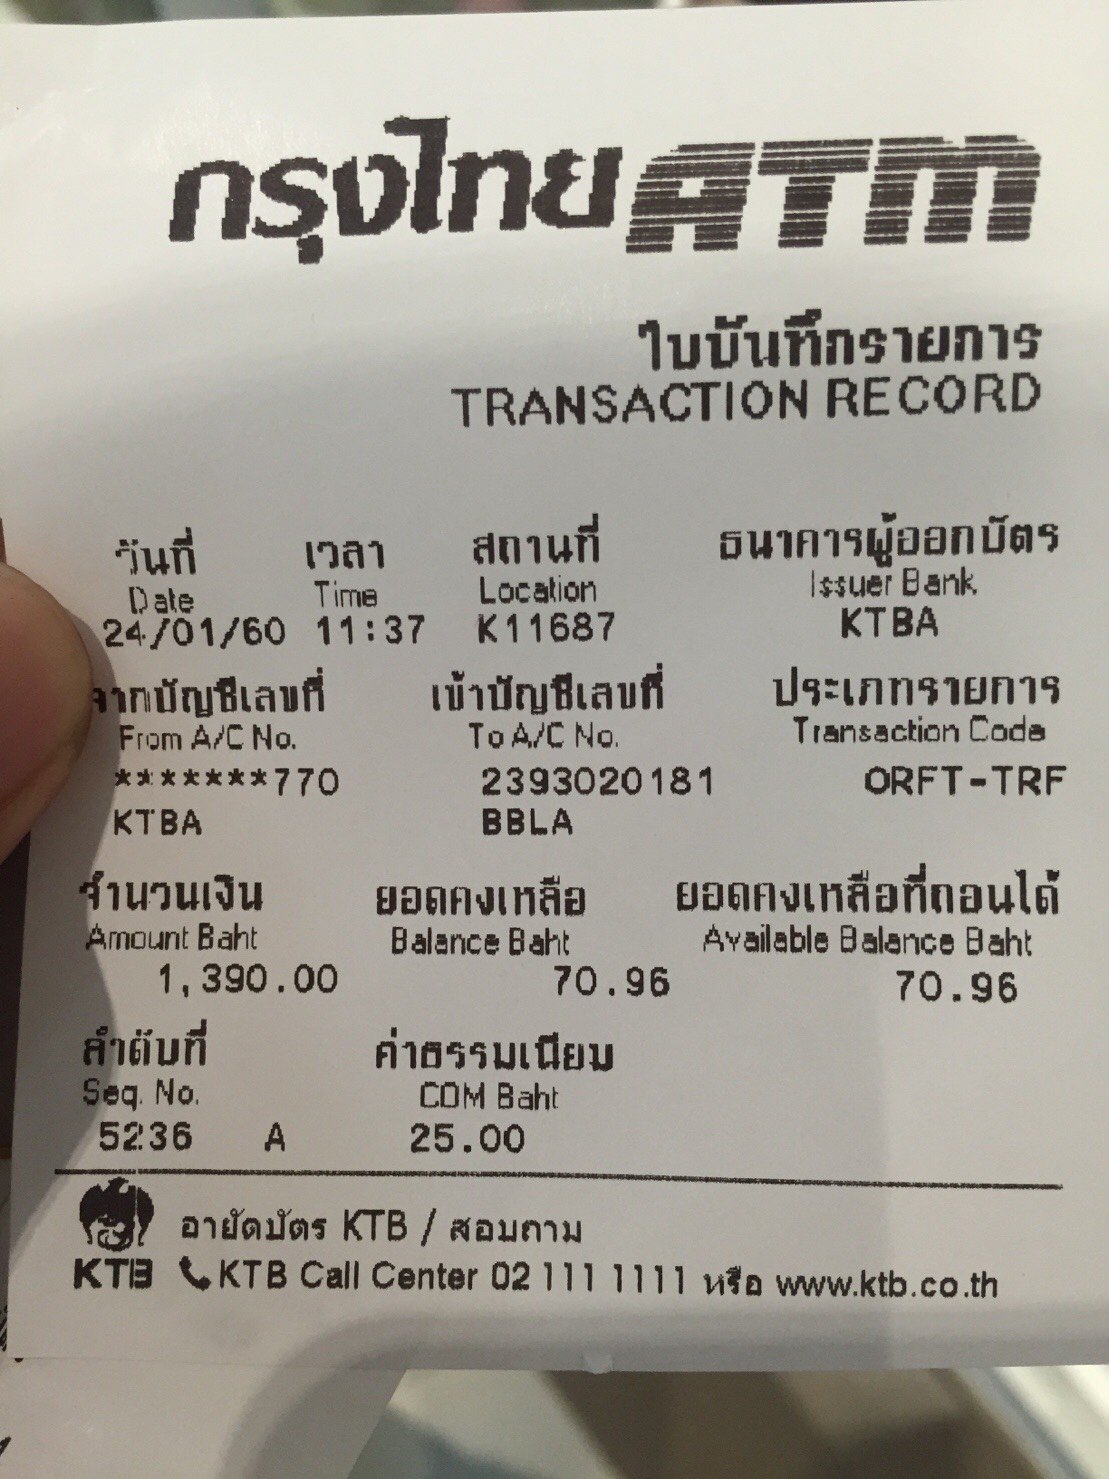 กรุงไทย ATM
ใบบันทึกรายการ
TRANSACTION RECORD
วันที่ เวลา สถานที่ ธนาคารผู้ออกบัตร
Date Time Location Issuer Bank
24/01/60 11:37 K11687 KTBA
จากบัญชีเลขที่ เข้าบัญชีเลขที่ ประเภทรายการ
From A/C No. To A/C No. Transaction Code
*******770 2393020181 ORFT-TRF
KTBA BBLA
จำนวนเงิน ยอดคงเหลือ ยอดคงเหลือที่ถอนได้
Amount Baht Balance Baht Available Balance Baht
1,390.00 70.96 70.96
ลำดับที่ ค่าธรรมเนียม
Seq. No. COM Baht
5236 A 25.00
อายัดบัตร KTB / สอบถาม
KTB KTB Call Center 02 111 1111 หรือ www.ktb.co.th